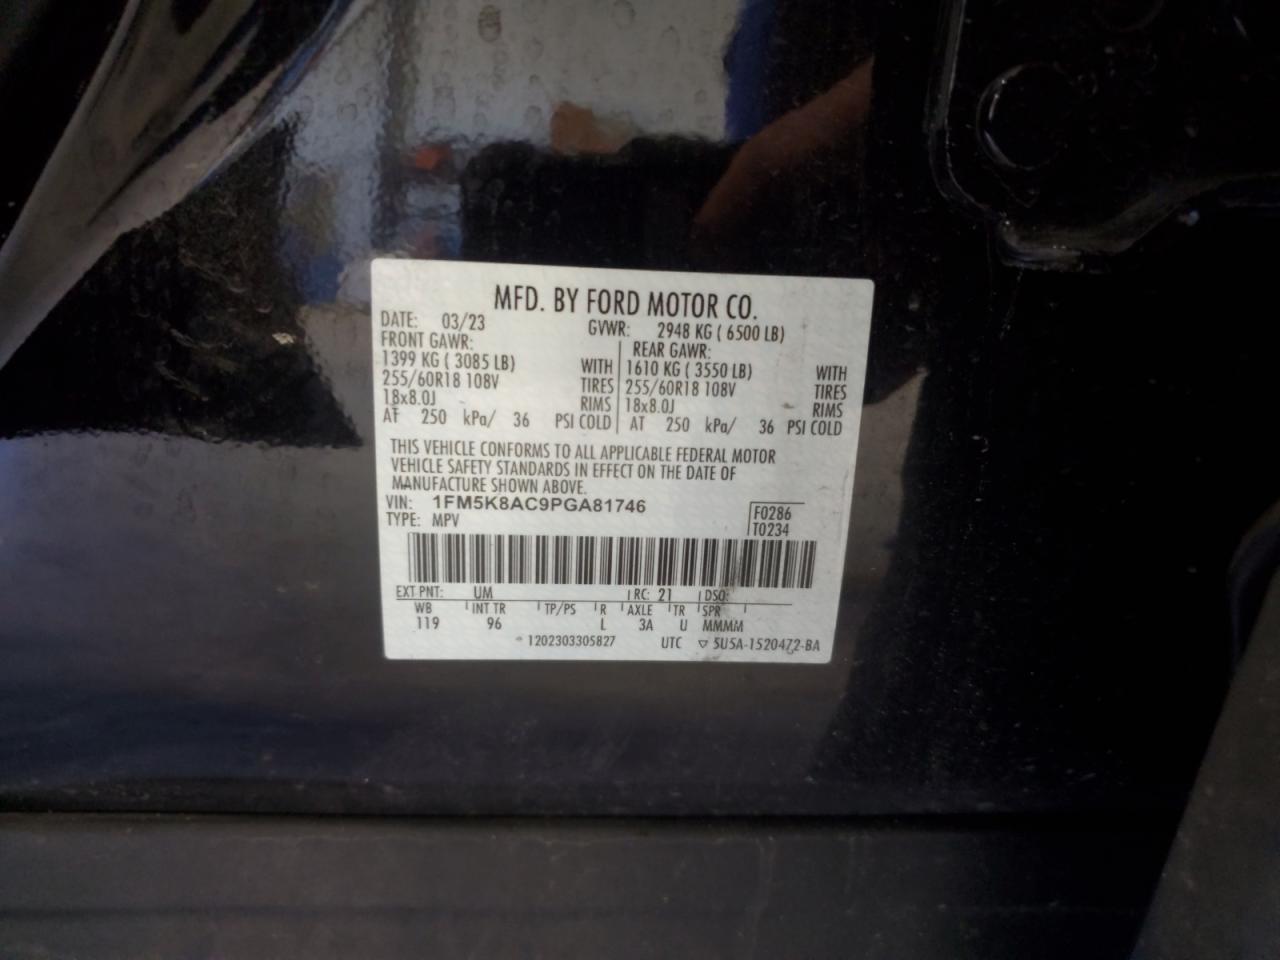 MFD. BY FORD MOTOR CO.
DATE: 03/23 GVWR: 2948 KG ( 6500 LB)
FRONT GAWR: REAR GAWR:
1399 KG ( 3085 LB) WITH 1610 KG ( 3550 LB) WITH
255/60R18 108V TIRES 255/60R18 108V TIRES
18x8.0J RIMS 18x8.0J RIMS
AT 250 kPa/ 36 PSI COLD AT 250 kPa/ 36 PSI COLD
THIS VEHICLE CONFORMS TO ALL APPLICABLE FEDERAL MOTOR
VEHICLE SAFETY STANDARDS IN EFFECT ON THE DATE OF
MANUFACTURE SHOWN ABOVE.
VIN: 1FM5K8AC9PGA81746 F0286
TYPE: MPV T0234
EXT PNT: UM RC: 21 DSO:
WB INT TR TP/PS R AXLE TR SPR
119 96 L 3A U MMMM
1202303305827 UTC ▽ 5U5A-1520472-BA